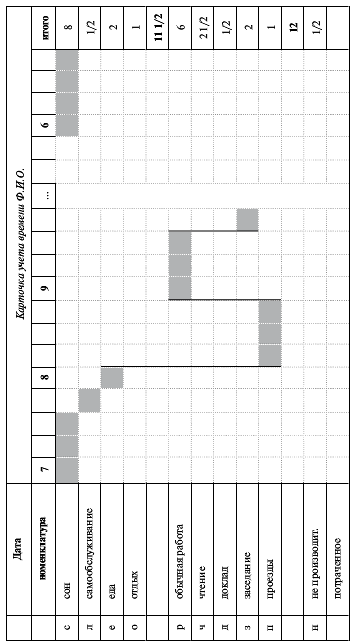 Дата Карточка учета времени Ф.И.О.
номенклатура 7 8 9 ... 6 итого
с сон 8
л самообслуживание 1/2
е еда 2
о отдых 1
11 1/2
р обычная работа 6
ч чтение 2 1/2
д доклад 1/2
з заседание 2
п проезды 1
12
н не производит. 1/2
потраченное